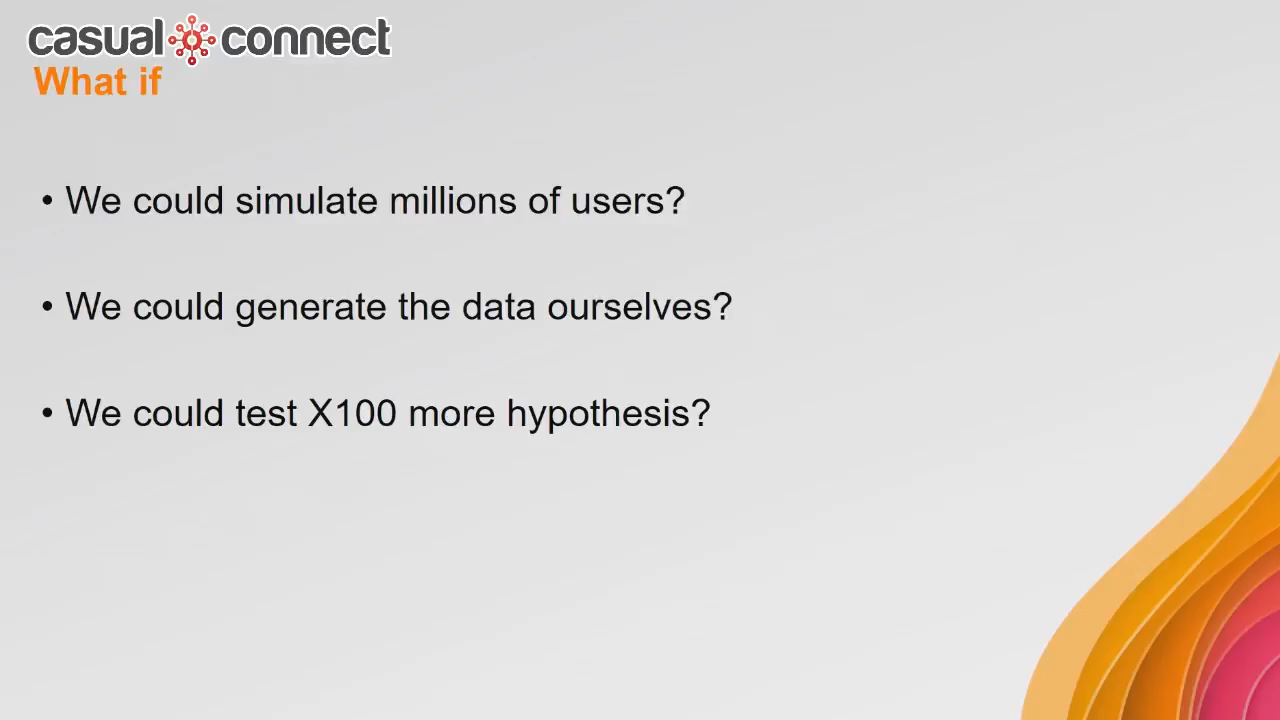 casual connect
What if
• We could simulate millions of users?
• We could generate the data ourselves?
• We could test X100 more hypothesis?